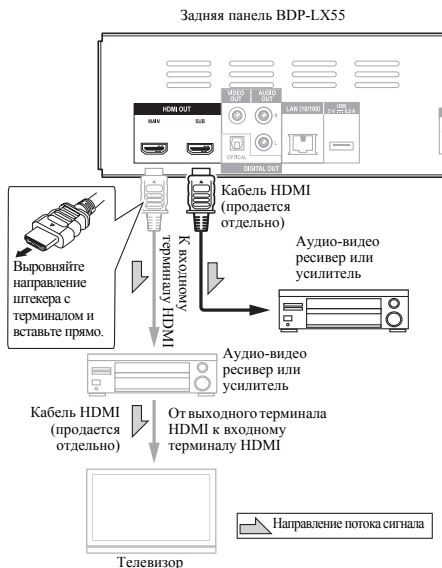 Задняя панель BDP-LX55
HDMI OUT
MAIN
SUB
VIDEO
OUT
AUDIO
OUT
R
L
OPTICAL
DIGITAL OUT
LAN (10/100)
USB
Кабель HDMI
(продается
отдельно)
Выровняйте
направление
штекера с
терминалом и
вставьте прямо.
К входному
терминалу HDMI
Аудио-видео
ресивер или
усилитель
Аудио-видео
ресивер или
усилитель
Кабель HDMI
(продается
отдельно)
От выходного терминала
HDMI к входному
терминалу HDMI
Направление потока сигнала
Телевизор